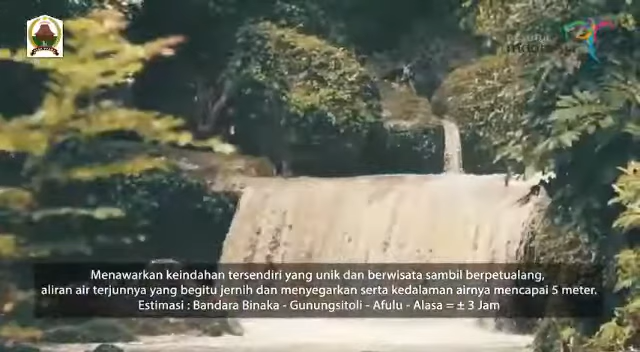 Menawarkan keindahan tersendiri yang unik dan berwisata sambil berpetualang,
aliran air terjunnya yang begitu jernih dan menyegarkan serta kedalaman airnya mencapai 5 meter.
Estimasi : Bandara Binaka - Gunungsitoli - Afulu - Alasa = ± 3 Jam